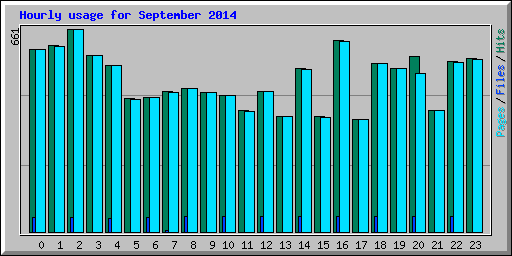 Hourly usage for September 2014
661
Pages/Files/Hits
0 1 2 3 4 5 6 7 8 9 10 11 12 13 14 15 16 17 18 19 20 21 22 23